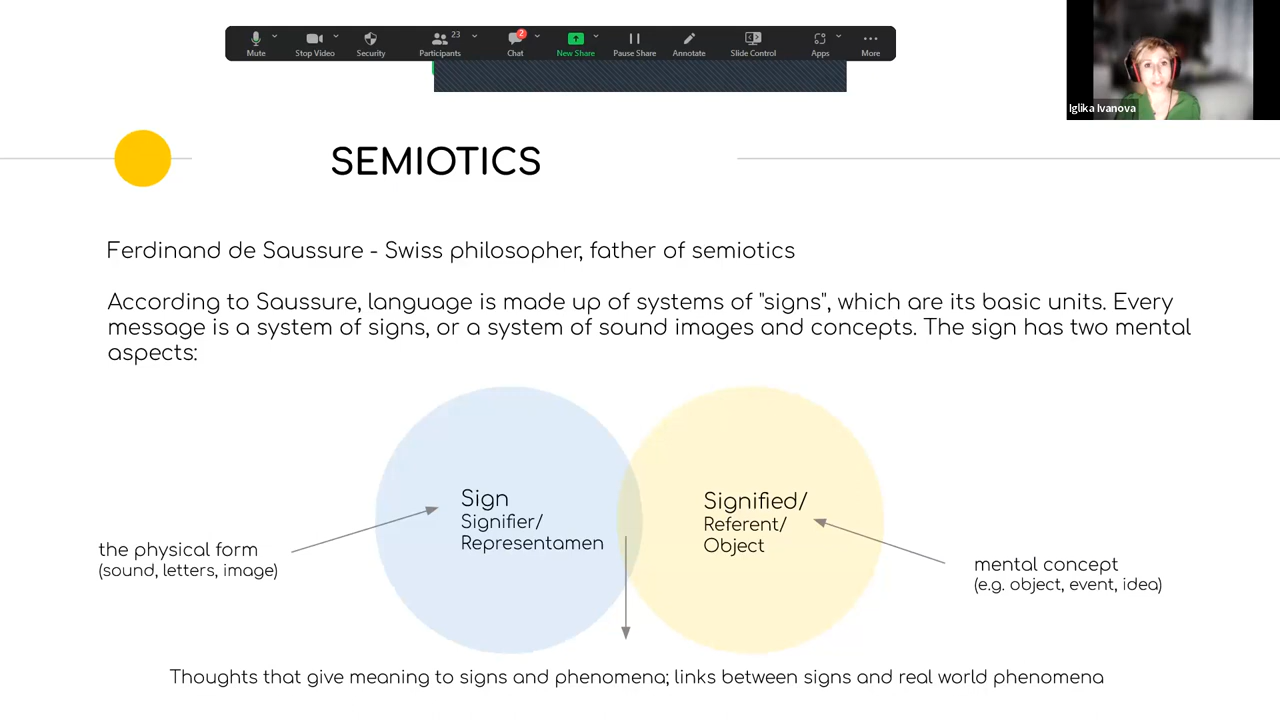 Mute
Stop Video
Security
Participants
23
Chat
2
New Share
Pause Share
Annotate
Slide Control
Apps
More
Iglika Ivanova
SEMIOTICS
Ferdinand de Saussure - Swiss philosopher, father of semiotics
According to Saussure, language is made up of systems of "signs", which are its basic units. Every
message is a system of signs, or a system of sound images and concepts. The sign has two mental
aspects:
Sign
Signifier/
Representamen
Signified/
Referent/
Object
the physical form
(sound, letters, image)
mental concept
(e.g. object, event, idea)
Thoughts that give meaning to signs and phenomena; links between signs and real world phenomena